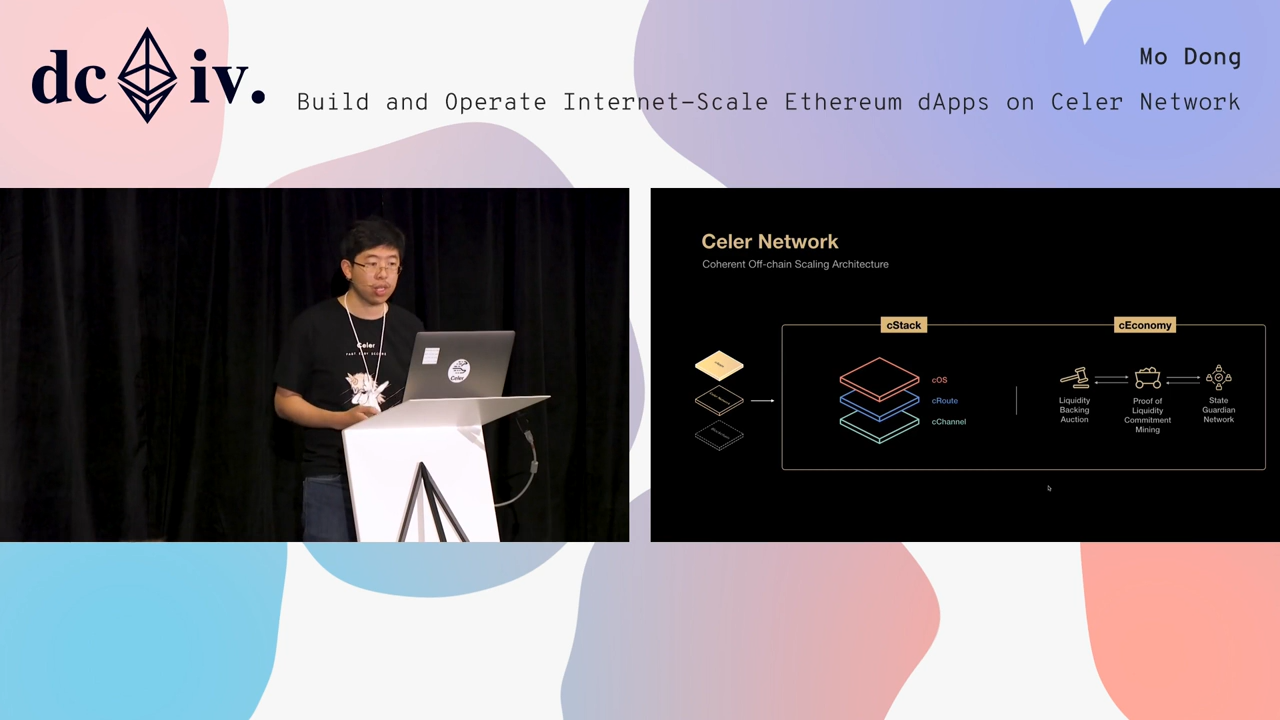 dc iv.
Mo Dong
Build and Operate Internet-Scale Ethereum dApps on Celer Network
Celer
Celer
Celer Network
Coherent Off-chain Scaling Architecture
cStack
cEconomy
cOS
cRoute
cChannel
Liquidity
Backing
Auction
Proof of
Liquidity
Commitment
Mining
State
Guardian
Network